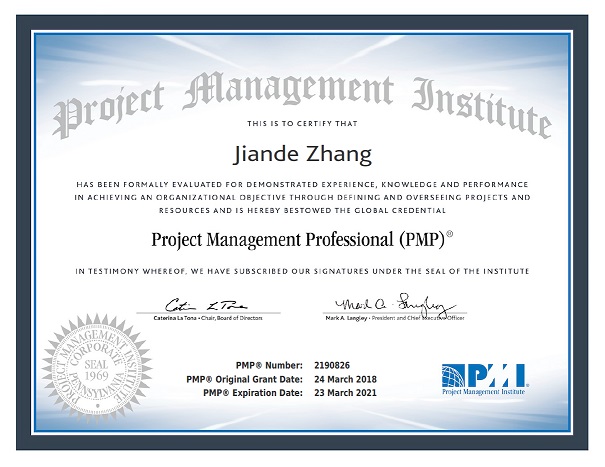 Project Management Institute
THIS IS TO CERTIFY THAT
Jiande Zhang
HAS BEEN FORMALLY EVALUATED FOR DEMONSTRATED EXPERIENCE, KNOWLEDGE AND PERFORMANCE
IN ACHIEVING AN ORGANIZATIONAL OBJECTIVE THROUGH DEFINING AND OVERSEEING PROJECTS AND
RESOURCES AND IS HEREBY BESTOWED THE GLOBAL CREDENTIAL
Project Management Professional (PMP)®
IN TESTIMONY WHEREOF, WE HAVE SUBSCRIBED OUR SIGNATURES UNDER THE SEAL OF THE INSTITUTE
Caterina La Tona • Chair, Board of Directors
Mark A. Langley • President and Chief Executive Officer
PROJECT MANAGEMENT INSTITUTE
PENNSYLVANIA
CORPORATE
SEAL
1969
PMP® Number: 2190826
PMP® Original Grant Date: 24 March 2018
PMP® Expiration Date: 23 March 2021
PMI
Project Management Institute